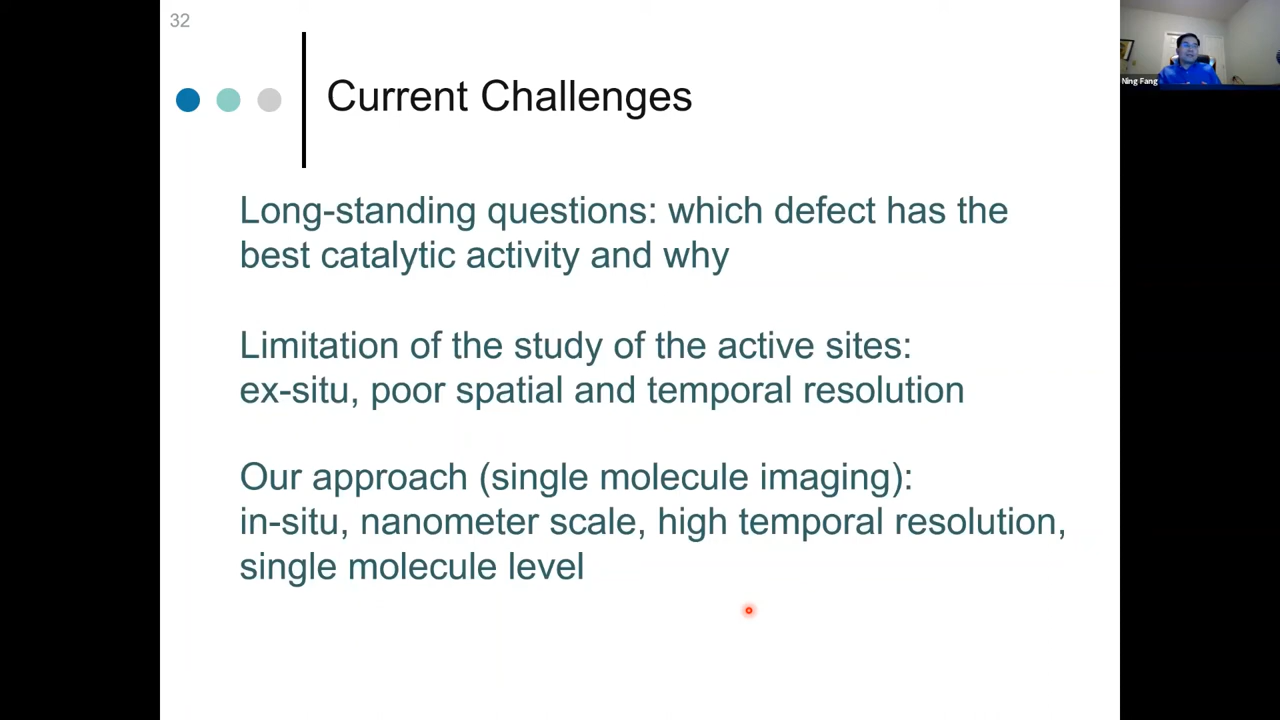 32
Ning Fang
Current Challenges
Long-standing questions: which defect has the
best catalytic activity and why
Limitation of the study of the active sites:
ex-situ, poor spatial and temporal resolution
Our approach (single molecule imaging):
in-situ, nanometer scale, high temporal resolution,
single molecule level